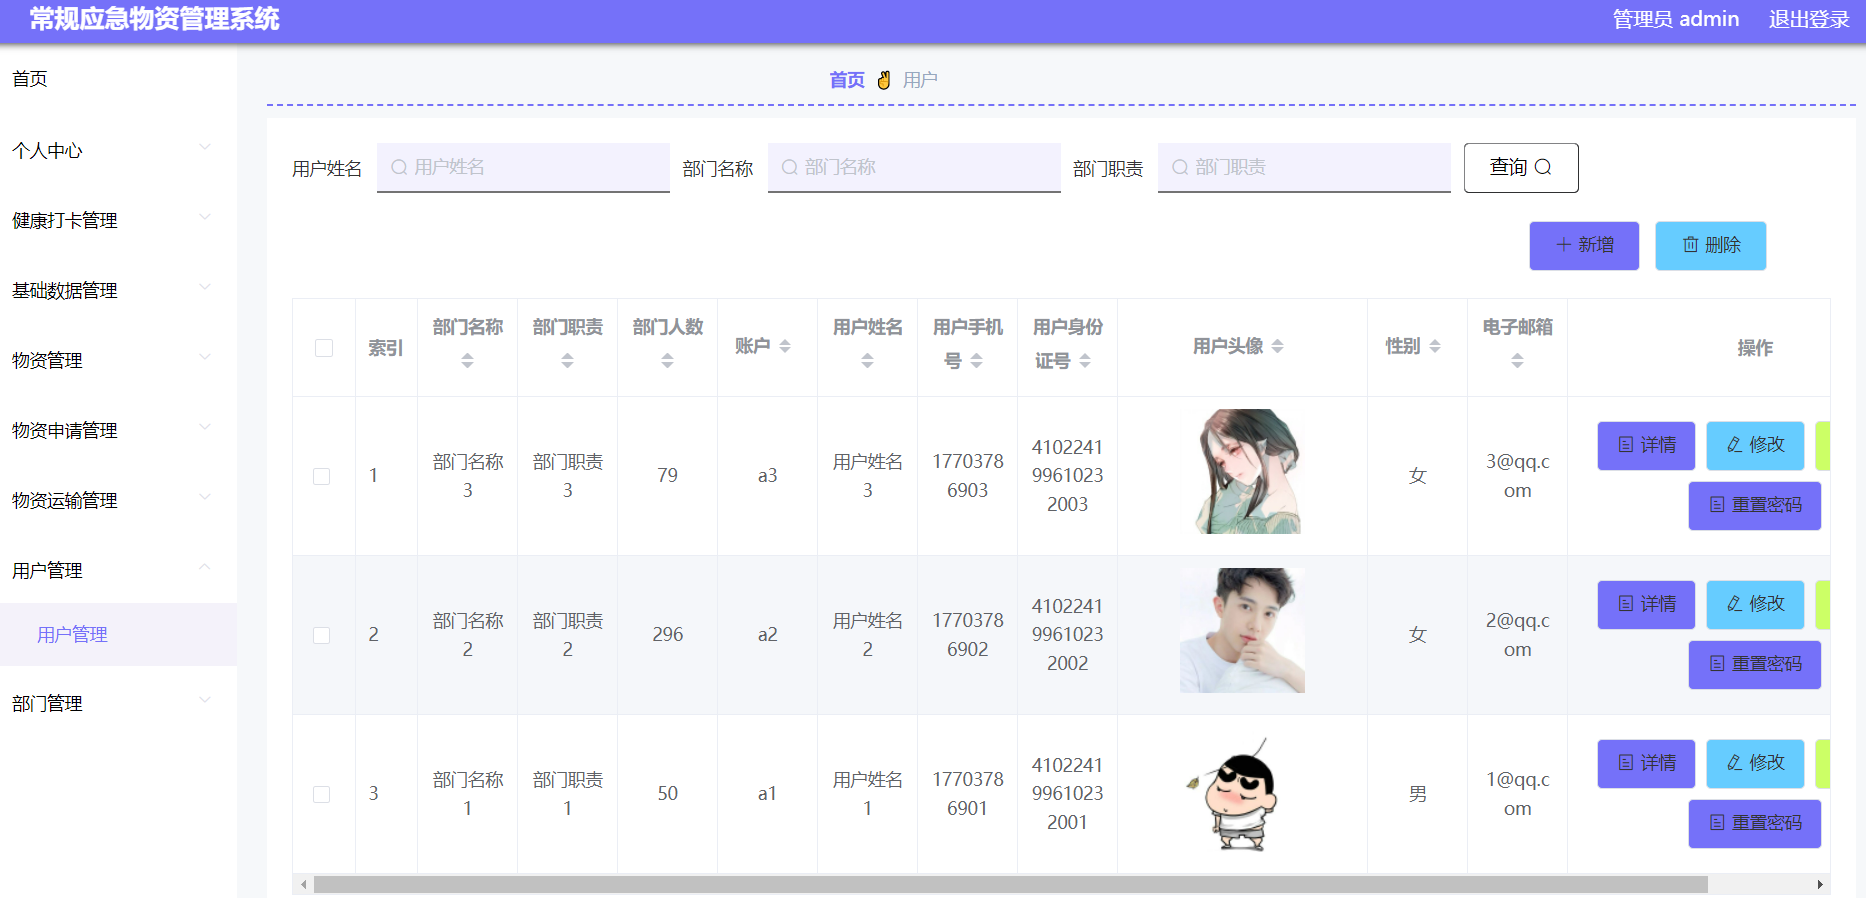 常规应急物资管理系统
管理员 admin 退出登录
首页
个人中心
健康打卡管理
基础数据管理
物资管理
物资申请管理
物资运输管理
用户管理
用户管理
部门管理
首页 用户
用户姓名 用户姓名 部门名称 部门名称 部门职责 部门职责 查询
新增 删除
索引 部门名称 部门职责 部门人数 账户 用户姓名 用户手机号 用户身份证号 用户头像 性别 电子邮箱 操作
1 部门名称3 部门职责3 79 a3 用户姓名3 17703786903 410224199610232003 女 3@qq.com 详情 修改
重置密码
2 部门名称2 部门职责2 296 a2 用户姓名2 17703786902 410224199610232002 女 2@qq.com 详情 修改
重置密码
3 部门名称1 部门职责1 50 a1 用户姓名1 17703786901 410224199610232001 男 1@qq.com 详情 修改
重置密码